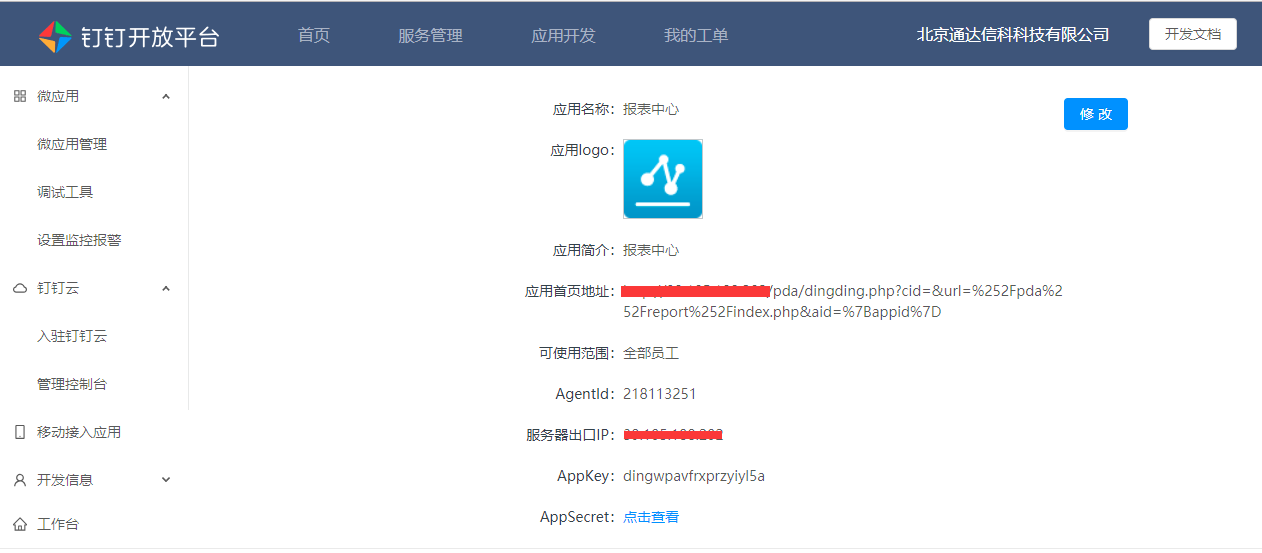 钉钉开放平台 首页 服务管理 应用开发 我的工单 北京通达信科科技有限公司 开发文档
微应用
微应用管理
调试工具
设置监控报警
钉钉云
入驻钉钉云
管理控制台
移动接入应用
开发信息
工作台
应用名称: 报表中心
修 改
应用logo:
应用简介: 报表中心
应用首页地址: /pda/dingding.php?cid=&url=%252Fpda%2
52Freport%252Findex.php&aid=%7Bappid%7D
可使用范围: 全部员工
AgentId: 218113251
服务器出口IP:
AppKey: dingwpavfrxprzyiyl5a
AppSecret: 点击查看